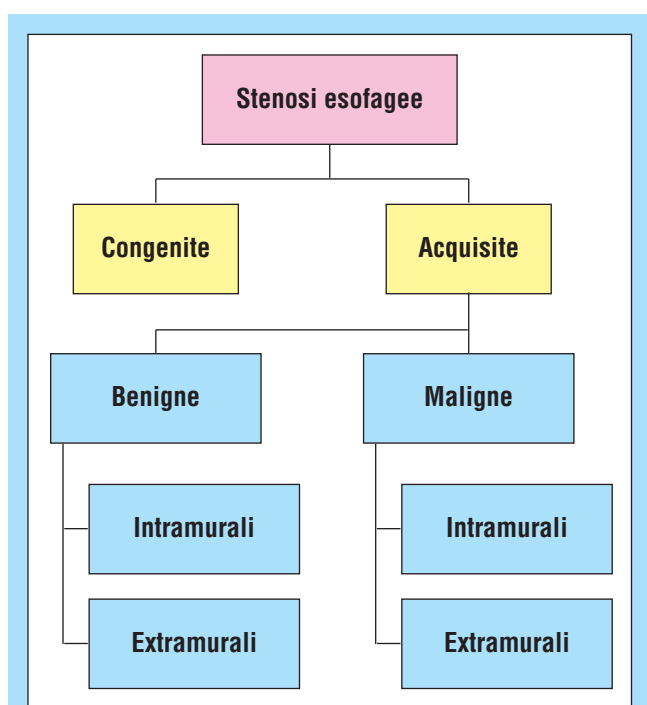 Stenosi esofagee
Congenite
Acquisite
Benigne
Maligne
Intramurali
Intramurali
Extramurali
Extramurali